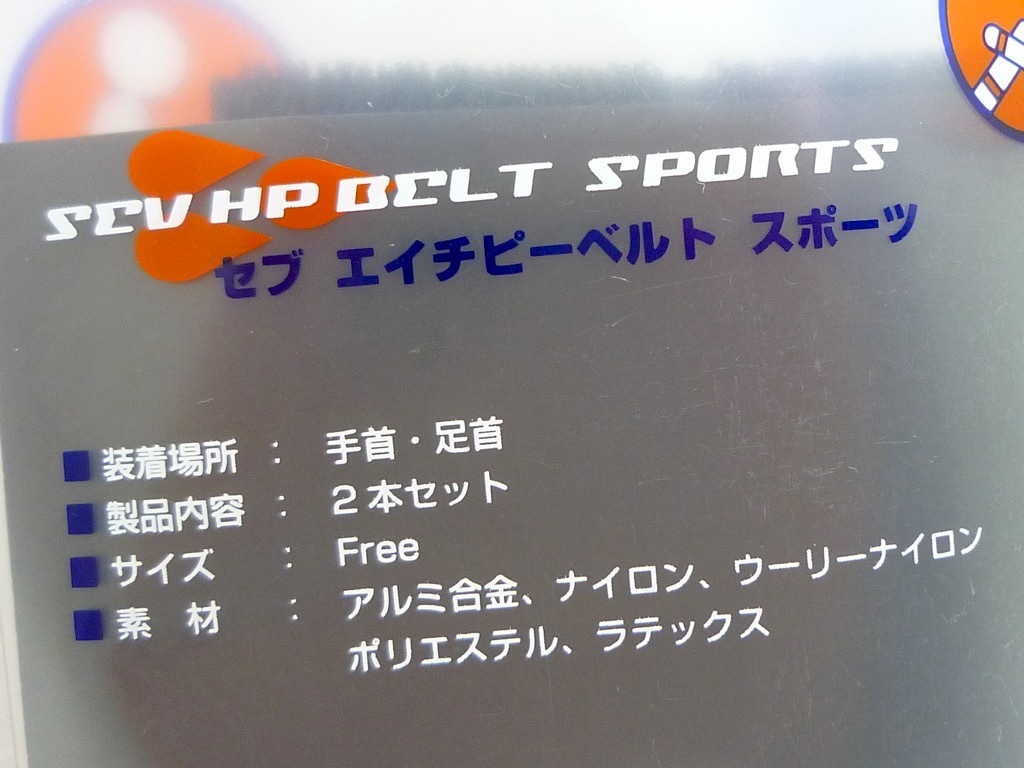 SEV HP BELT SPORTS
セブ エイチピーベルト スポーツ
■装着場所 : 手首・足首
■製品内容 : 2本セット
■サイズ : Free
■素 材 : アルミ合金、ナイロン、ウーリーナイロン
ポリエステル、ラテックス